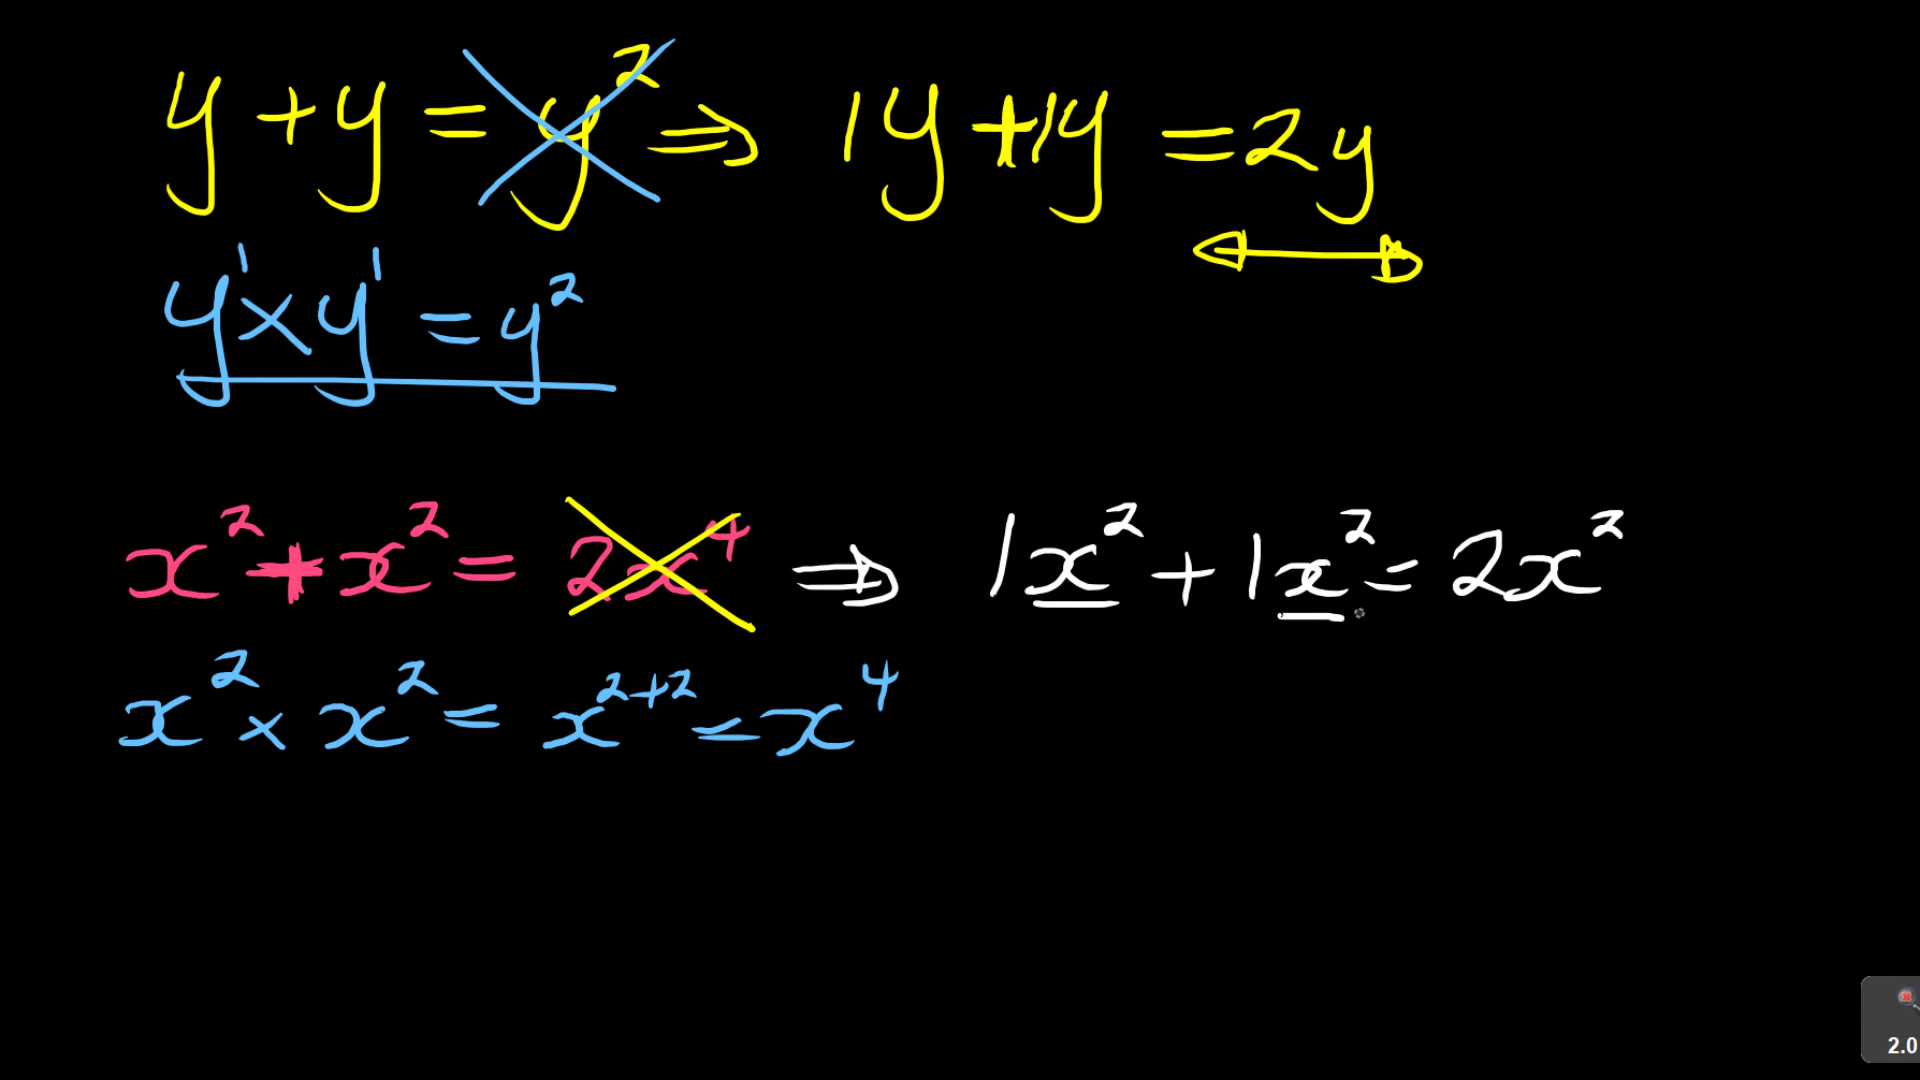 y + y = y² ⇒ 1y + 1y = 2y
y¹ × y¹ = y²
x² + x² = 2x⁴ ⇒ 1x² + 1x² = 2x²
x² × x² = x²⁺² = x⁴
2.0